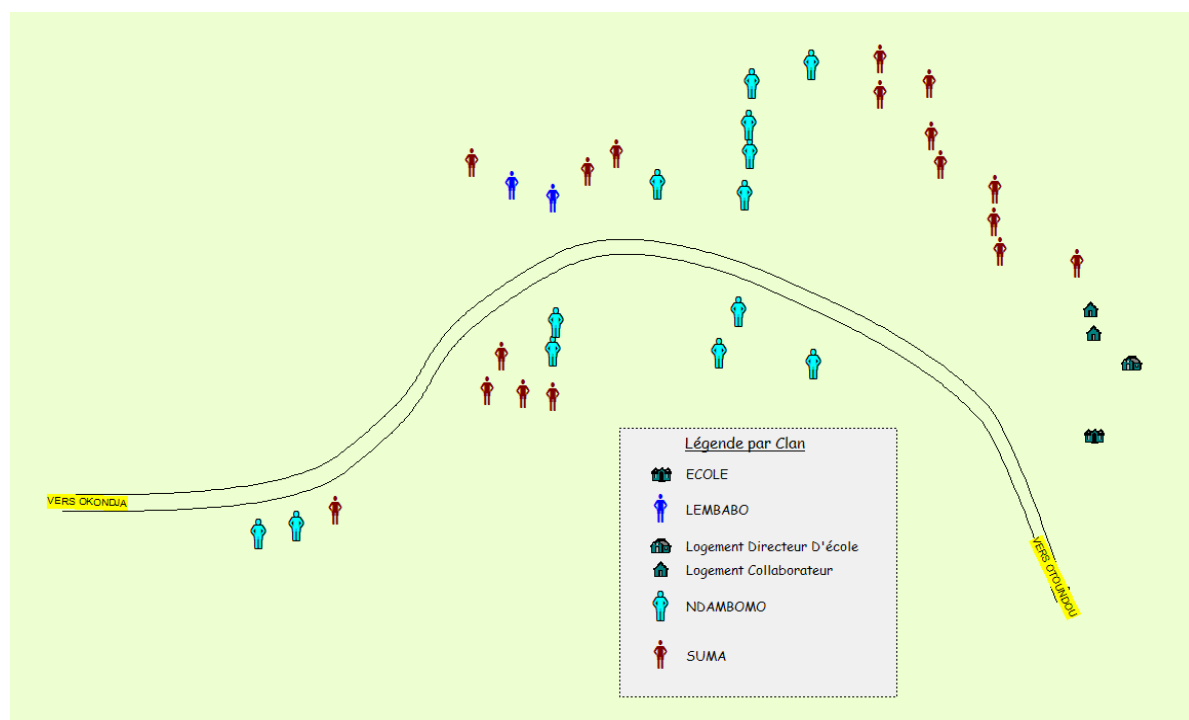 VERS OKONDJA
VERS OTOUNDOU
Légende par Clan
ECOLE
LEMBABO
Logement Directeur D'école
Logement Collaborateur
NDAMBOMO
SUMA